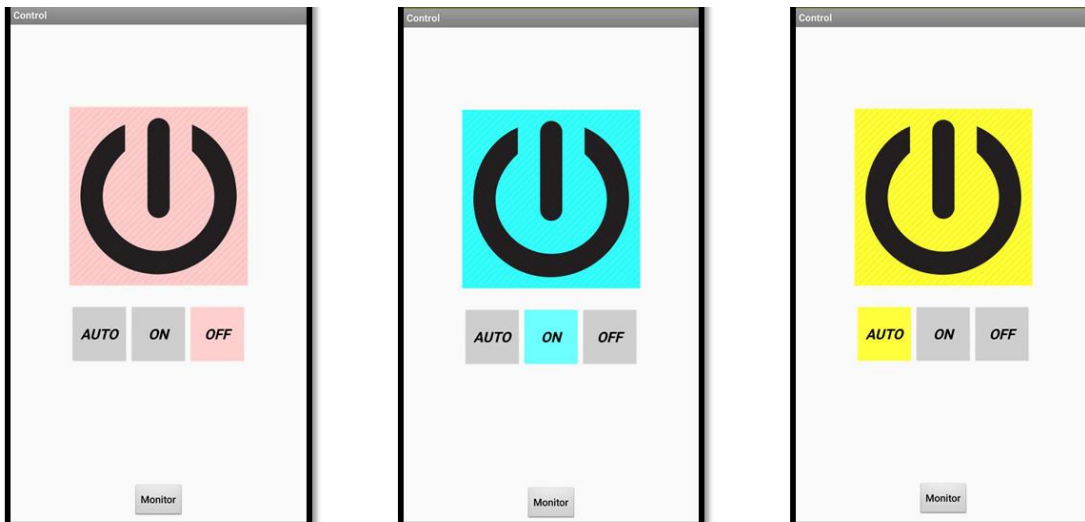 Control
AUTO ON OFF
Monitor
Control
AUTO ON OFF
Monitor
Control
AUTO ON OFF
Monitor